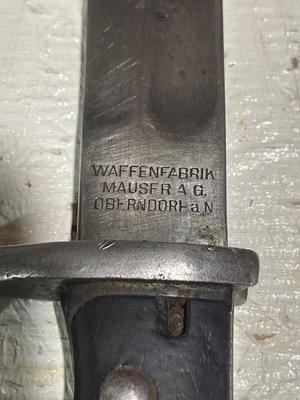 WAFFENFABRIK
MAUSER A.G.
OBERNDORF a.N